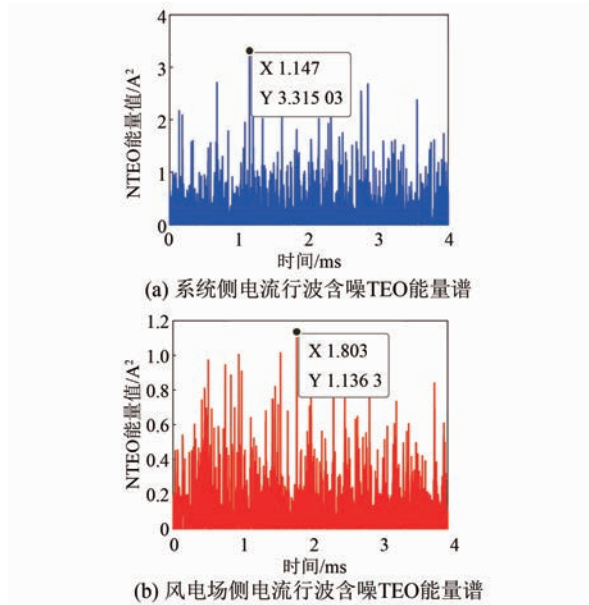 4
3
2
1
0
NTEO能量值/A²
X 1.147
Y 3.315 03
0 1 2 3 4
时间/ms
(a) 系统侧电流行波含噪TEO能量谱
1.2
1.0
0.8
0.6
0.4
0.2
0
NTEO能量值/A²
X 1.803
Y 1.136 3
0 1 2 3 4
时间/ms
(b) 风电场侧电流行波含噪TEO能量谱